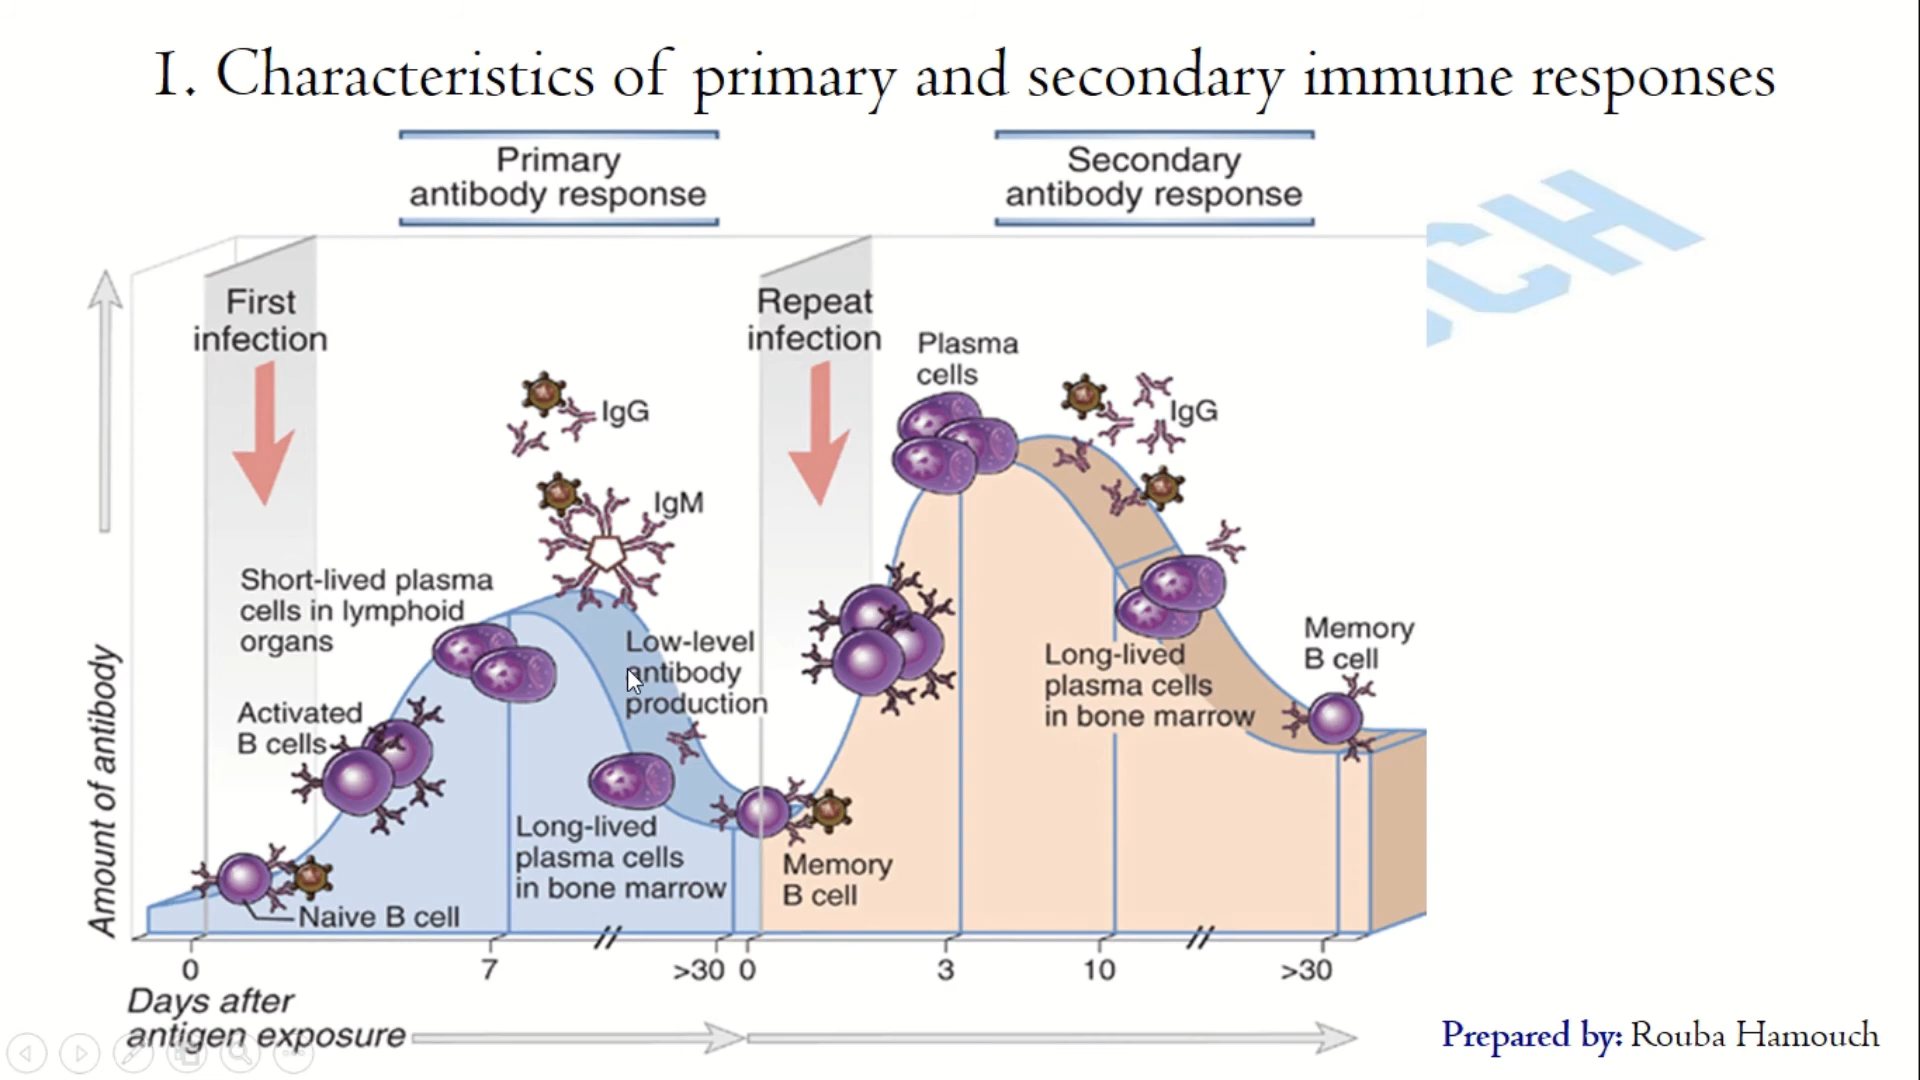 I. Characteristics of primary and secondary immune responses
Primary
antibody response
Secondary
antibody response
CH
First
infection
Repeat
infection
Plasma
cells
IgG
IgG
IgM
Short-lived plasma
cells in lymphoid
organs
Low-level
antibody
production
Memory
B cell
Long-lived
plasma cells
in bone marrow
Activated
B cells
Long-lived
plasma cells
in bone marrow
Memory
B cell
Naive B cell
Amount of antibody
0 7 >30 0 3 10 >30
Days after
antigen exposure
Prepared by: Rouba Hamouch